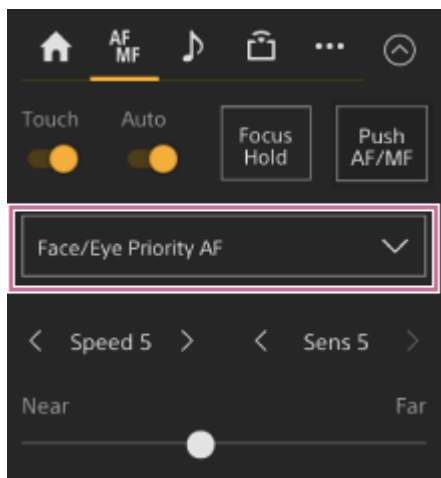 AF
MF
Touch
Auto
Focus
Hold
Push
AF/MF
Face/Eye Priority AF
Speed 5
Sens 5
Near
Far